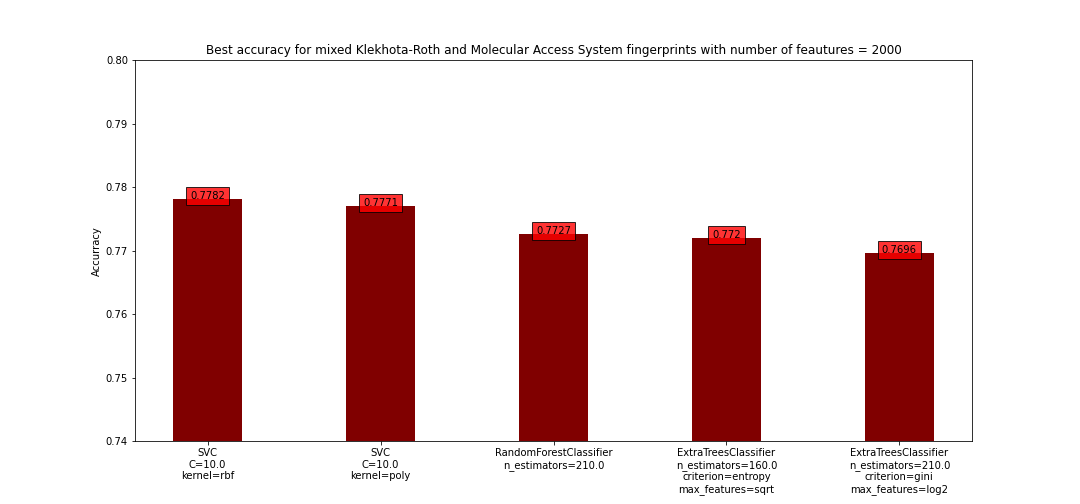 Best accuracy for mixed Klekhota-Roth and Molecular Access System fingerprints with number of feautures = 2000
0.80
0.79
0.78
0.77
0.76
0.75
0.74
Accurracy
0.7782
0.7771
0.7727
0.772
0.7696
SVC
C=10.0
kernel=rbf
SVC
C=10.0
kernel=poly
RandomForestClassifier
n_estimators=210.0
ExtraTreesClassifier
n_estimators=160.0
criterion=entropy
max_features=sqrt
ExtraTreesClassifier
n_estimators=210.0
criterion=gini
max_features=log2